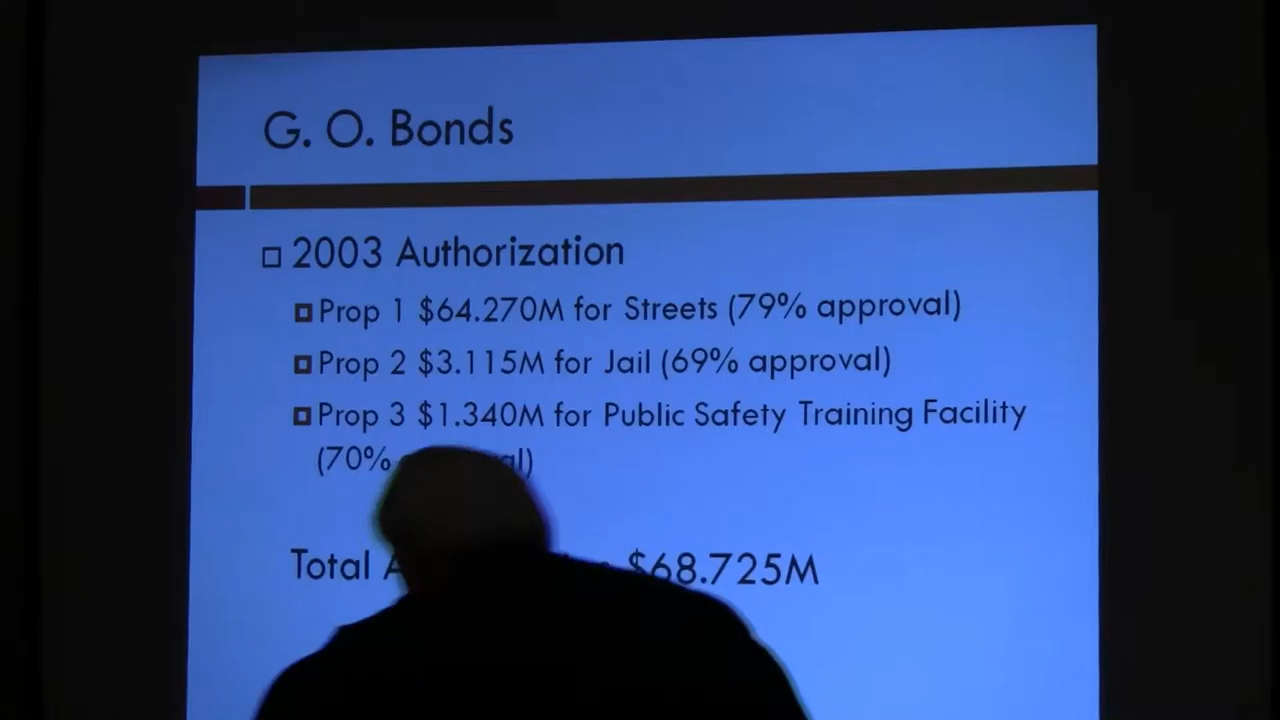 G. O. Bonds
2003 Authorization
Prop 1 $64.270M for Streets (79% approval)
Prop 2 $3.115M for Jail (69% approval)
Prop 3 $1.340M for Public Safety Training Facility
(70%
Total $68.725M